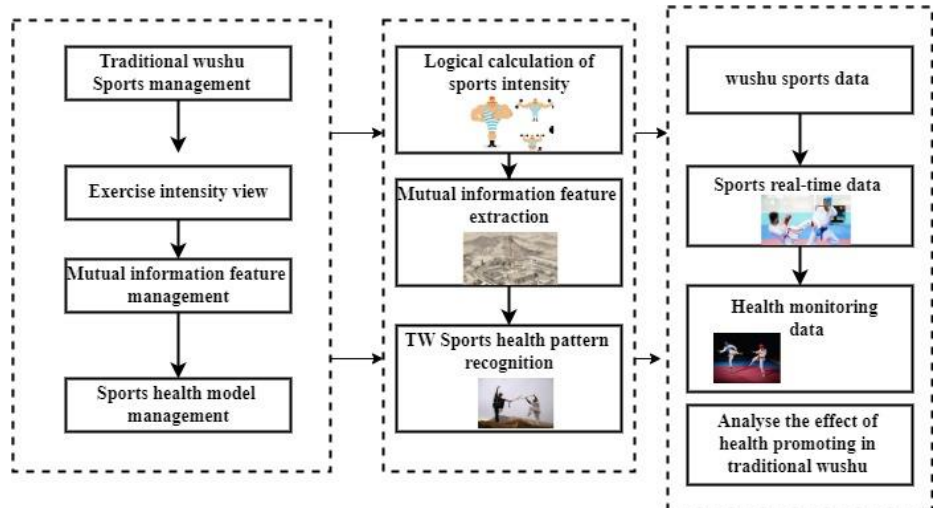 Traditional wushu
Sports management
Exercise intensity view
Mutual information feature
management
Sports health model
management
Logical calculation of
sports intensity
Mutual information feature
extraction
TW Sports health pattern
recognition
wushu sports data
Sports real-time data
Health monitoring
data
Analyse the effect of
health promoting in
traditional wushu